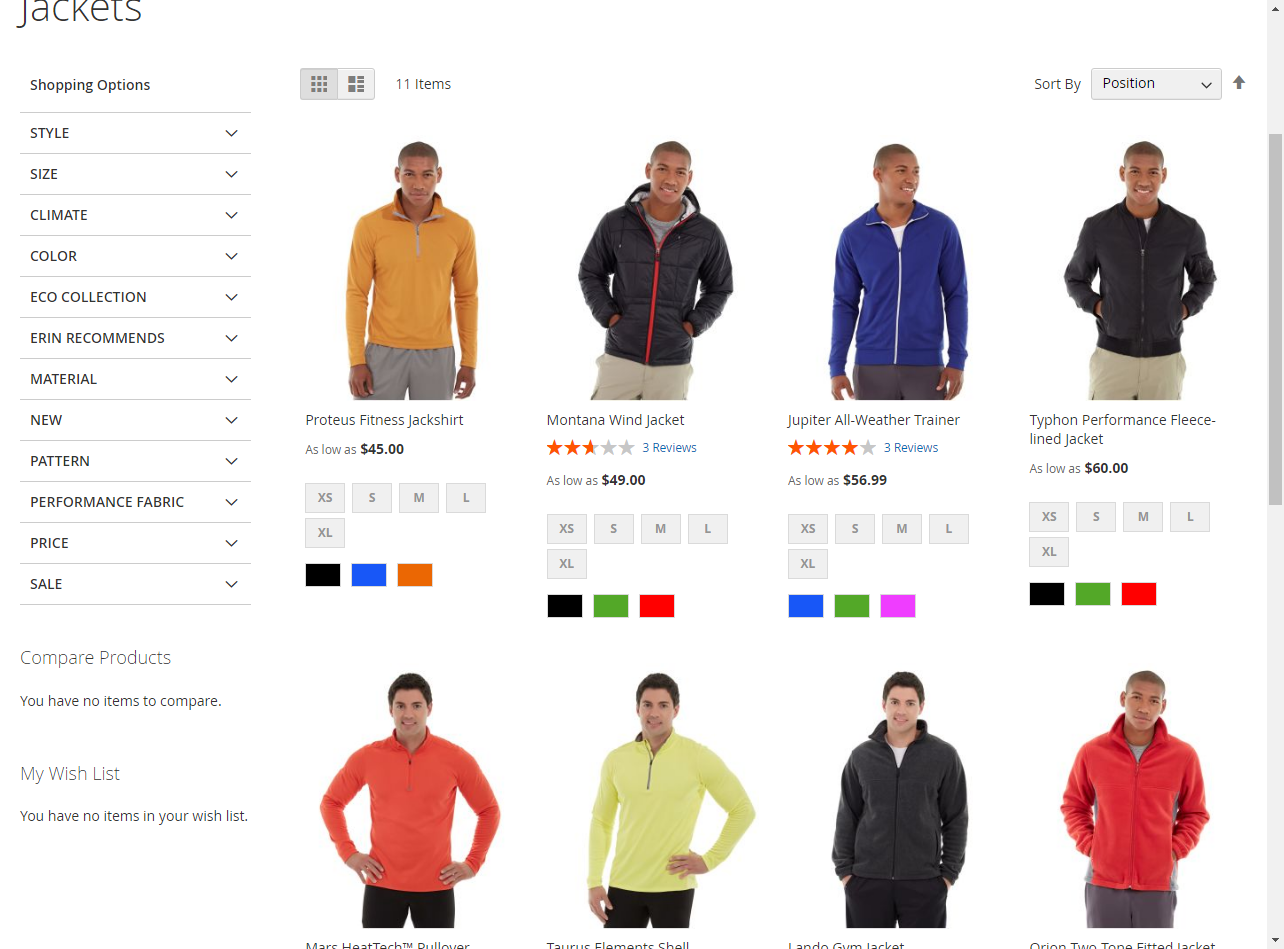 Jackets
Shopping Options
STYLE
SIZE
CLIMATE
COLOR
ECO COLLECTION
ERIN RECOMMENDS
MATERIAL
NEW
PATTERN
PERFORMANCE FABRIC
PRICE
SALE
Compare Products
You have no items to compare.
My Wish List
You have no items in your wish list.
11 Items
Sort By Position
Proteus Fitness Jackshirt
As low as $45.00
XS S M L
XL
Montana Wind Jacket
3 Reviews
As low as $49.00
XS S M L
XL
Jupiter All-Weather Trainer
3 Reviews
As low as $56.99
XS S M L
XL
Typhon Performance Fleece-
lined Jacket
As low as $60.00
XS S M L
XL
Mars HeatTech™ Pullover
Taurus Elements Shell
Lando Gym Jacket
Orion Two-Tone Fitted Jacket